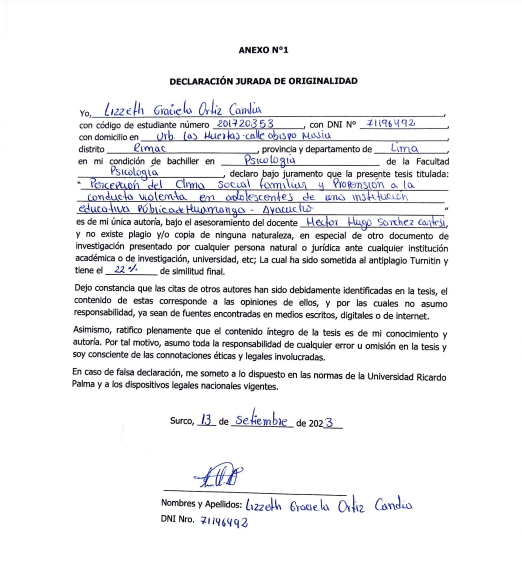 ANEXO N°1
DECLARACIÓN JURADA DE ORIGINALIDAD
Yo, Lizzeth Graciela Ortiz Candia,
con código de estudiante número 201720353, con DNI N° 71196492,
con domicilio en Urb. Las Huertas-calle obispo Masia,
distrito Rimac, provincia y departamento de Lima,
en mi condición de bachiller en Psicología de la Facultad
Psicología, declaro bajo juramento que la presente tesis titulada:
" Percepción del Clima social familiar y Propensión a la
conducta violenta en adolescentes de una institución
educativa Pública de Huamanga - Ayacucho "
es de mi única autoría, bajo el asesoramiento del docente Hector Hugo Sanchez,
y no existe plagio y/o copia de ninguna naturaleza, en especial de otro documento de
investigación presentado por cualquier persona natural o jurídica ante cualquier institución
académica o de investigación, universidad, etc; La cual ha sido sometida al antiplagio Turnitin y
tiene el 22% de similitud final.
Dejo constancia que las citas de otros autores han sido debidamente identificadas en la tesis, el
contenido de estas corresponde a las opiniones de ellos, y por las cuales no asumo
responsabilidad, ya sean de fuentes encontradas en medios escritos, digitales o de internet.
Asimismo, ratifico plenamente que el contenido íntegro de la tesis es de mi conocimiento y
autoría. Por tal motivo, asumo toda la responsabilidad de cualquier error u omisión en la tesis y
soy consciente de las connotaciones éticas y legales involucradas.
En caso de falsa declaración, me someto a lo dispuesto en las normas de la Universidad Ricardo
Palma y a los dispositivos legales nacionales vigentes.
Surco, 13 de Setiembre de 2023
Nombres y Apellidos: Lizzeth Graciela Ortiz Candia
DNI Nro. 71196492